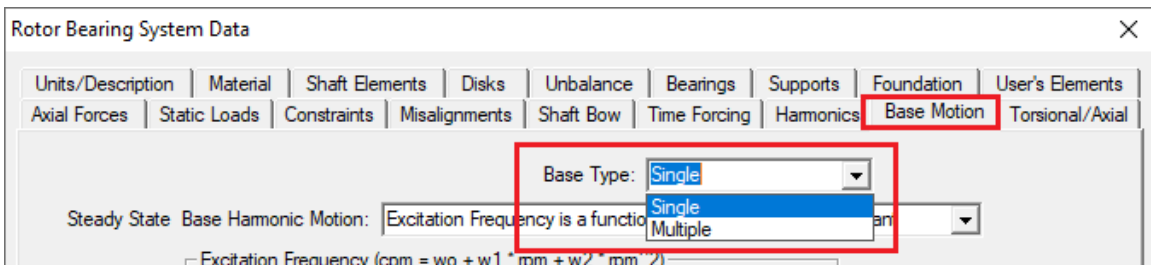 Rotor Bearing System Data
Units/Description Material Shaft Elements Disks Unbalance Bearings Supports Foundation User's Elements
Axial Forces Static Loads Constraints Misalignments Shaft Bow Time Forcing Harmonics Base Motion Torsional/Axial
Base Type: Single
Single
Steady State Base Harmonic Motion: Excitation Frequency is a
Multiple
Excitation Frequency (cpm = wo + w1 * rpm + w2 * rpm^2)